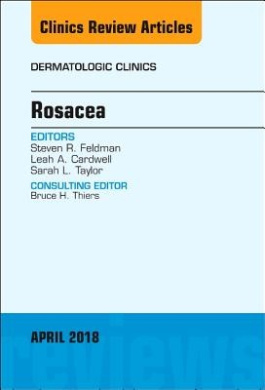 Clinics Review Articles
DERMATOLOGIC CLINICS
Rosacea
EDITORS
Steven R. Feldman
Leah A. Cardwell
Sarah L. Taylor
CONSULTING EDITOR
Bruce H. Thiers
APRIL 2018
reviews